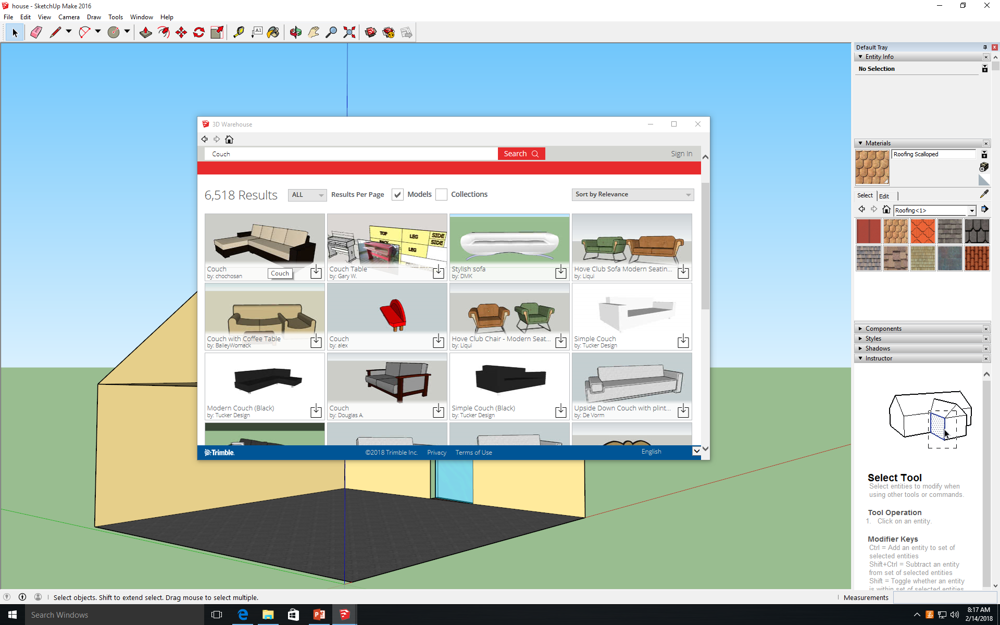 house - SketchUp Make 2016
File Edit View Camera Draw Tools Window Help
A1
Default Tray
Entity Info
No Selection
Materials
Roofing Scalloped
Select Edit
Roofing<1>
Components
Styles
Shadows
Instructor
Select Tool
Select entities to modify when
using other tools or commands.
Tool Operation
1. Click on an entity.
Modifier Keys
Ctrl = Add an entity to set of
selected entities
Shift+Ctrl = Subtract an entity
from set of selected entities
Shift = Toggle whether an entity
is within set of selected entities
3D Warehouse
Couch
Search
Sign In
6,518 Results
ALL
Results Per Page
Models
Collections
Sort by Relevance
Couch
by: chochosan
Couch
TOP
LEG
SIDE
SIDE
BACK
LEG
Couch Table
by: Gary W.
Stylish sofa
by: DMK
Hove Club Sofa Modern Seatin...
by: Liqui
Couch with Coffee Table
by: BaileyWomack
Couch
by: alex
Hove Club Chair - Modern Seat...
by: Liqui
Simple Couch
by: Tucker Design
Modern Couch (Black)
by: Tucker Design
Couch
by: Douglas A.
Simple Couch (Black)
by: Tucker Design
Upside Down Couch with plint...
by: De Vorm
Trimble.
©2018 Trimble Inc. Privacy Terms of Use
English
Select objects. Shift to extend select. Drag mouse to select multiple.
Measurements
Search Windows
8:17 AM
2/14/2018